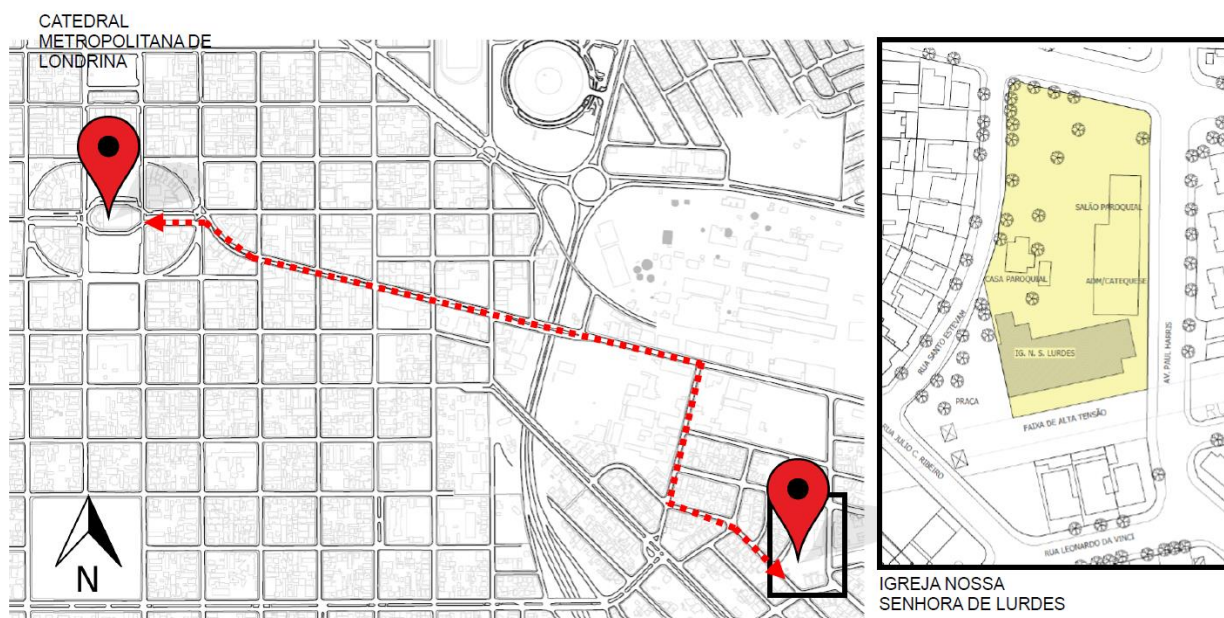 CATEDRAL
METROPOLITANA DE
LONDRINA
N
SALÃO PAROQUIAL
CASA PAROQUIAL
ADM/CATEQUESE
IG. N. S. LURDES
RUA SANTO ESTEVAM
AV. PAUL HARRIS
PRAÇA
FAIXA DE ALTA TENSÃO
RUA JULIO C. RIBEIRO
RUA LEONARDO DA VINCI
IGREJA NOSSA
SENHORA DE LURDES